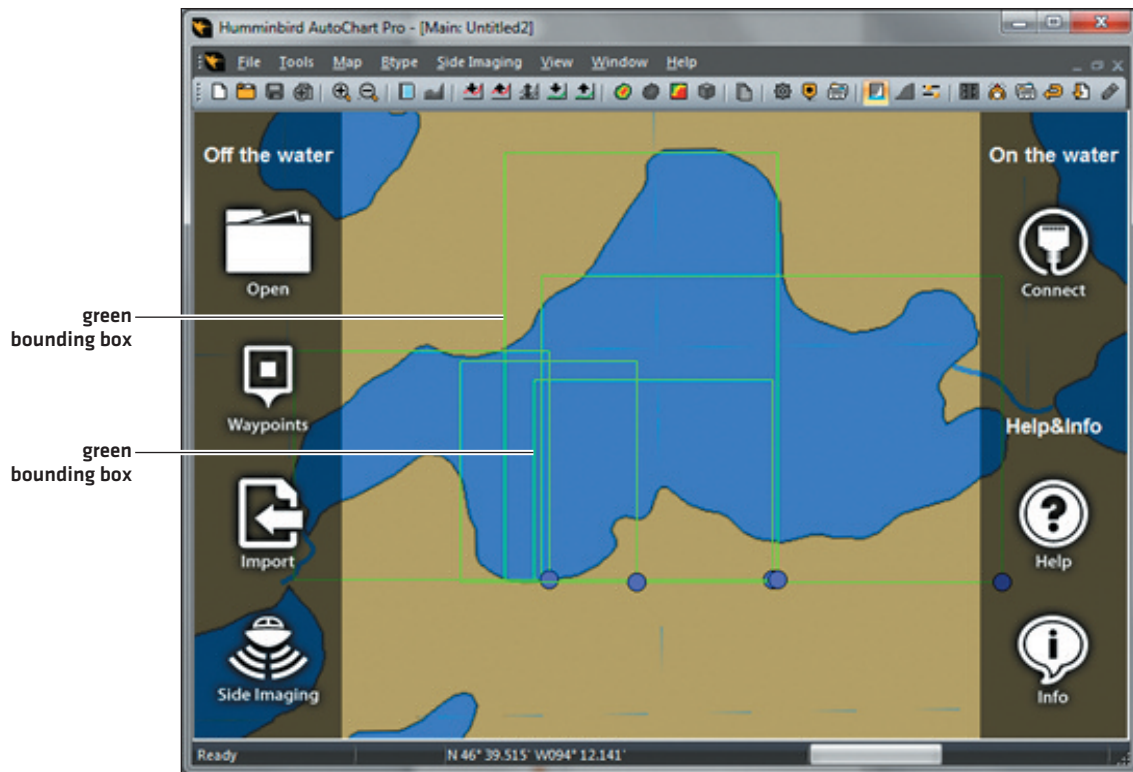 Humminbird AutoChart Pro - [Main: Untitled2]
File Tools Map Btype Side Imaging View Window Help
Off the water
On the water
Open
Connect
green
bounding box
Waypoints
Help&Info
green
bounding box
Import
Help
Side Imaging
Info
Ready
N 46° 39.515' W094° 12.141'